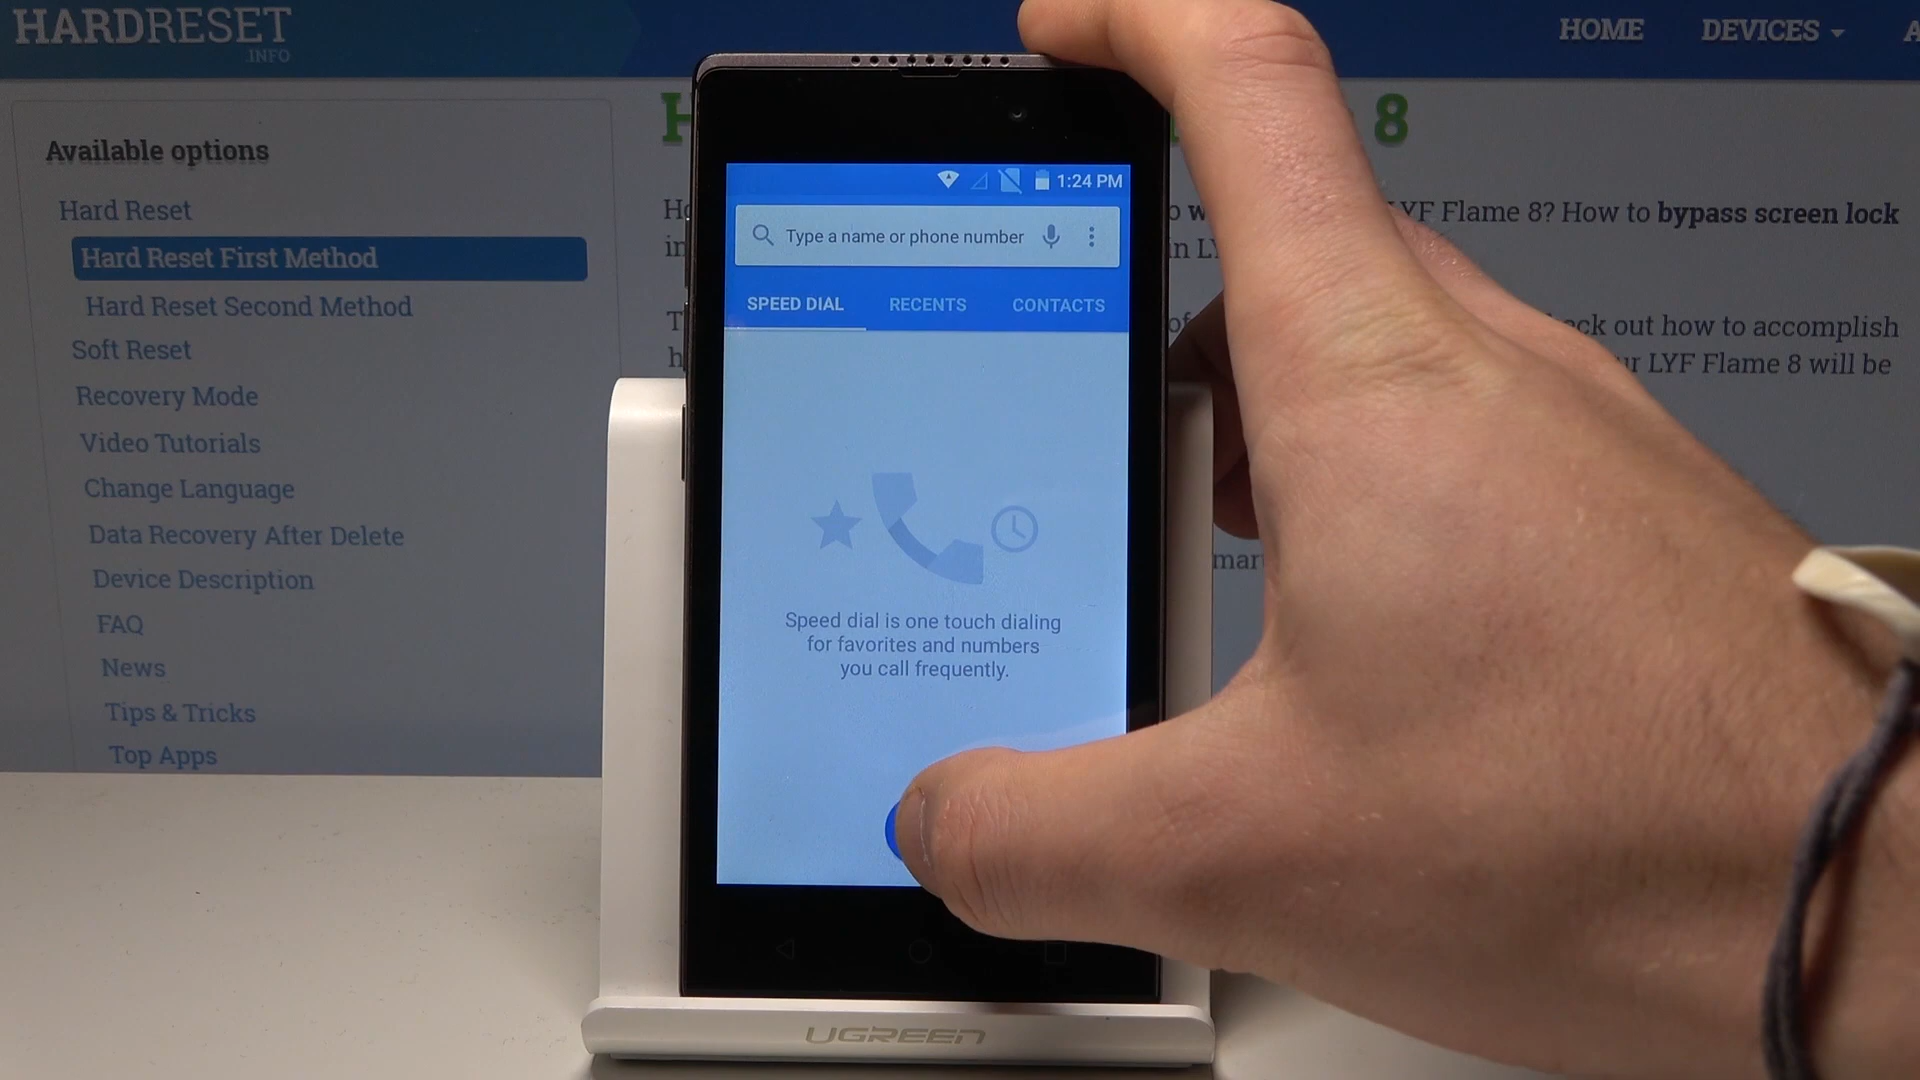 HARDRESET
.INFO
HOME
DEVICES
Available options
Hard Reset
Hard Reset First Method
Hard Reset Second Method
Soft Reset
Recovery Mode
Video Tutorials
Change Language
Data Recovery After Delete
Device Description
FAQ
News
Tips & Tricks
Top Apps
8
LYF Flame 8? How to bypass screen lock
in
in
out how to accomplish
LYF Flame 8 will be
1:24 PM
Type a name or phone number
SPEED DIAL
RECENTS
CONTACTS
Speed dial is one touch dialing
for favorites and numbers
you call frequently.
UGREEN